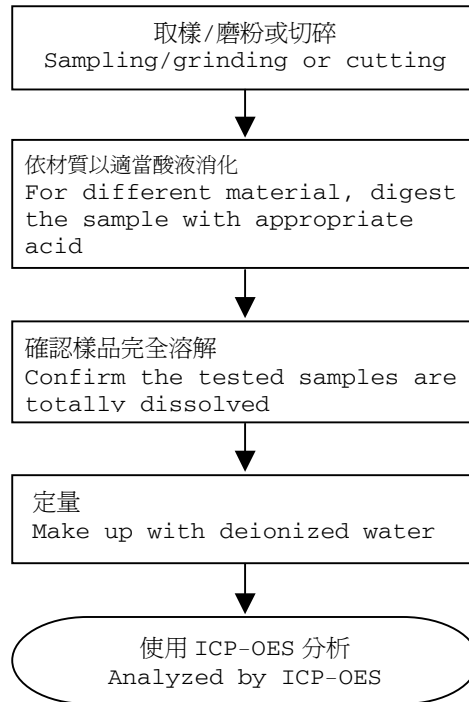 取樣/磨粉或切碎
Sampling/grinding or cutting
依材質以適當酸液消化
For different material, digest
the sample with appropriate
acid
確認樣品完全溶解
Confirm the tested samples are
totally dissolved
定量
Make up with deionized water
使用 ICP-OES 分析
Analyzed by ICP-OES